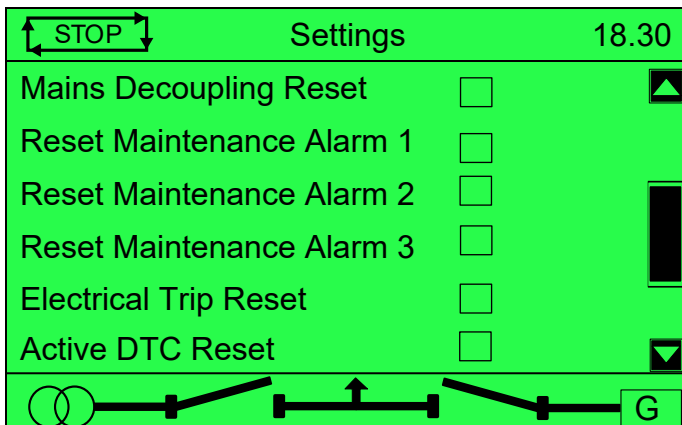 STOP Settings 18.30
Mains Decoupling Reset
Reset Maintenance Alarm 1
Reset Maintenance Alarm 2
Reset Maintenance Alarm 3
Electrical Trip Reset
Active DTC Reset
G